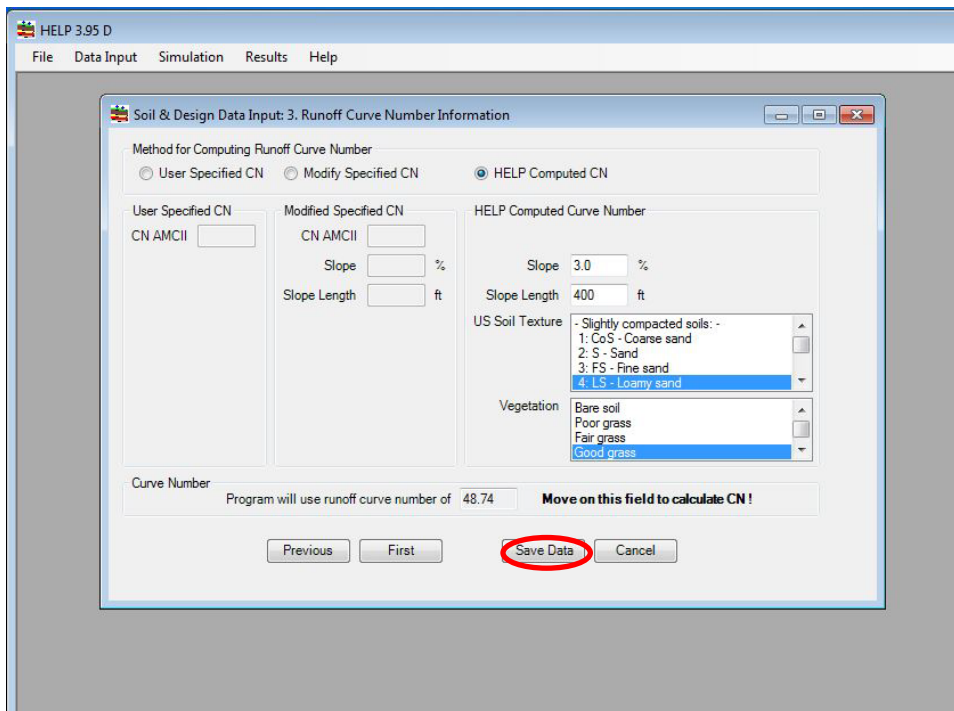 HELP 3.95 D
File Data Input Simulation Results Help
Soil & Design Data Input: 3. Runoff Curve Number Information
Method for Computing Runoff Curve Number
User Specified CN Modify Specified CN HELP Computed CN
User Specified CN
CN AMCII
Modified Specified CN
CN AMCII
Slope %
Slope Length ft
HELP Computed Curve Number
Slope 3.0 %
Slope Length 400 ft
US Soil Texture
- Slightly compacted soils: -
1: CoS - Coarse sand
2: S - Sand
3: FS - Fine sand
4: LS - Loamy sand
Vegetation
Bare soil
Poor grass
Fair grass
Good grass
Curve Number
Program will use runoff curve number of 48.74 Move on this field to calculate CN !
Previous First Save Data Cancel